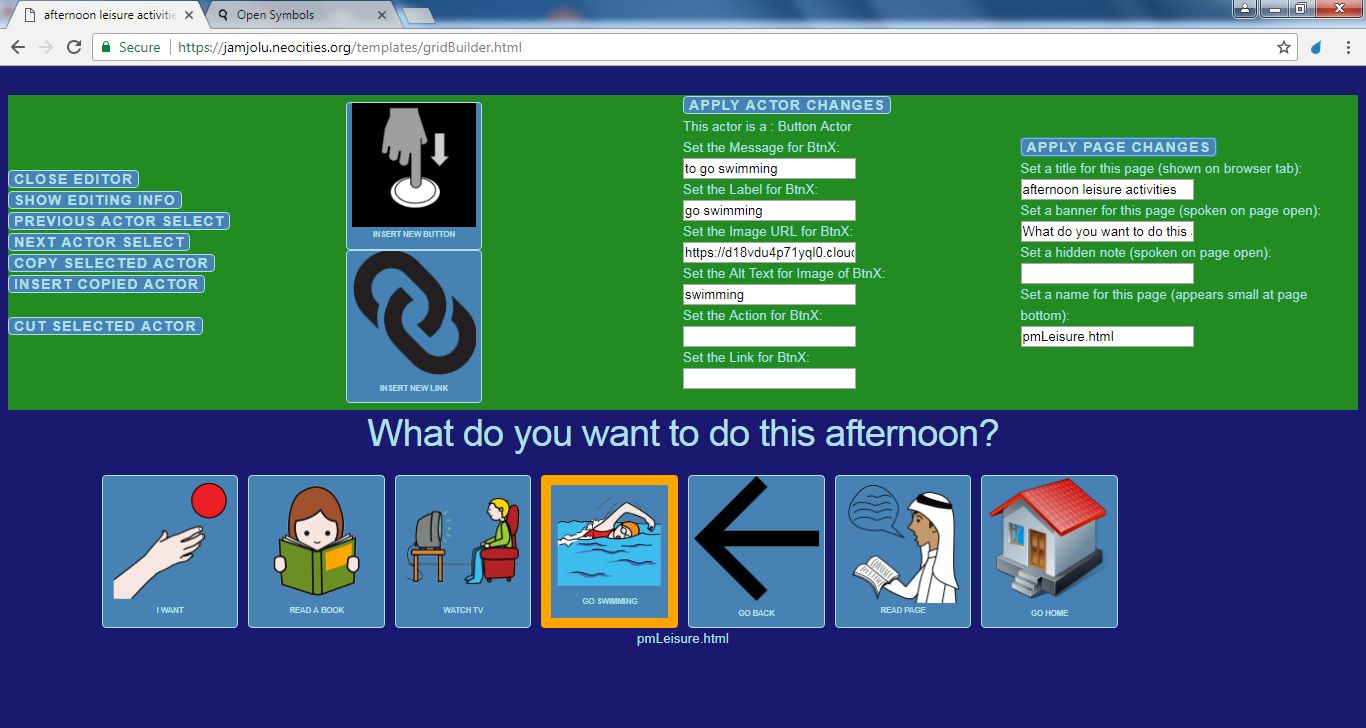 afternoon leisure activitie
Open Symbols
Secure
https://jamjolu.neocities.org/templates/gridBuilder.html
CLOSE EDITOR
SHOW EDITING INFO
PREVIOUS ACTOR SELECT
NEXT ACTOR SELECT
COPY SELECTED ACTOR
INSERT COPIED ACTOR
CUT SELECTED ACTOR
INSERT NEW BUTTON
INSERT NEW LINK
APPLY ACTOR CHANGES
This actor is a : Button Actor
Set the Message for BtnX:
to go swimming
Set the Label for BtnX:
go swimming
Set the Image URL for BtnX:
https://d18vdu4p71yql0.clouc
Set the Alt Text for Image of BtnX:
swimming
Set the Action for BtnX:
Set the Link for BtnX:
APPLY PAGE CHANGES
Set a title for this page (shown on browser tab):
afternoon leisure activities
Set a banner for this page (spoken on page open):
What do you want to do this
Set a hidden note (spoken on page open):
Set a name for this page (appears small at page
bottom):
pmLeisure.html
What do you want to do this afternoon?
I WANT
READ A BOOK
WATCH TV
GO SWIMMING
GO BACK
READ PAGE
GO HOME
pmLeisure.html